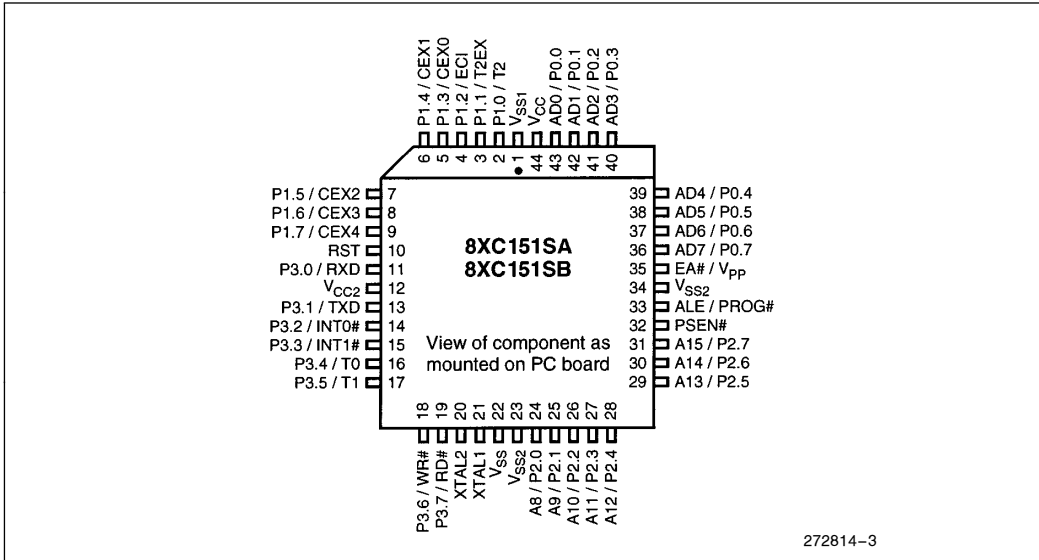 P1.4 / CEX1
P1.3 / CEX0
P1.2 / ECI
P1.1 / T2EX
P1.0 / T2
VSS1
VCC
AD0 / P0.0
AD1 / P0.1
AD2 / P0.2
AD3 / P0.3
6 5 4 3 2 1 44 43 42 41 40
P1.5 / CEX2 7
P1.6 / CEX3 8
P1.7 / CEX4 9
RST 10
P3.0 / RXD 11
VCC2 12
P3.1 / TXD 13
P3.2 / INT0# 14
P3.3 / INT1# 15
P3.4 / T0 16
P3.5 / T1 17
8XC151SA
8XC151SB
View of component as
mounted on PC board
39 AD4 / P0.4
38 AD5 / P0.5
37 AD6 / P0.6
36 AD7 / P0.7
35 EA# / VPP
34 VSS2
33 ALE / PROG#
32 PSEN#
31 A15 / P2.7
30 A14 / P2.6
29 A13 / P2.5
18 19 20 21 22 23 24 25 26 27 28
P3.6 / WR#
P3.7 / RD#
XTAL2
XTAL1
VSS
VSS2
A8 / P2.0
A9 / P2.1
A10 / P2.2
A11 / P2.3
A12 / P2.4
272814–3